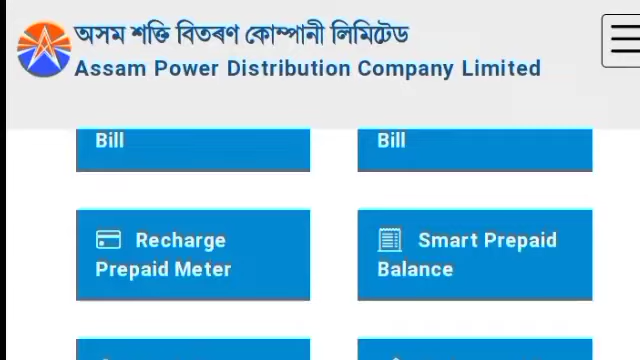 অসম শক্তি বিতৰণ কোম্পানী লিমিটেড
Assam Power Distribution Company Limited
Bill
Bill
Recharge
Prepaid Meter
Smart Prepaid
Balance